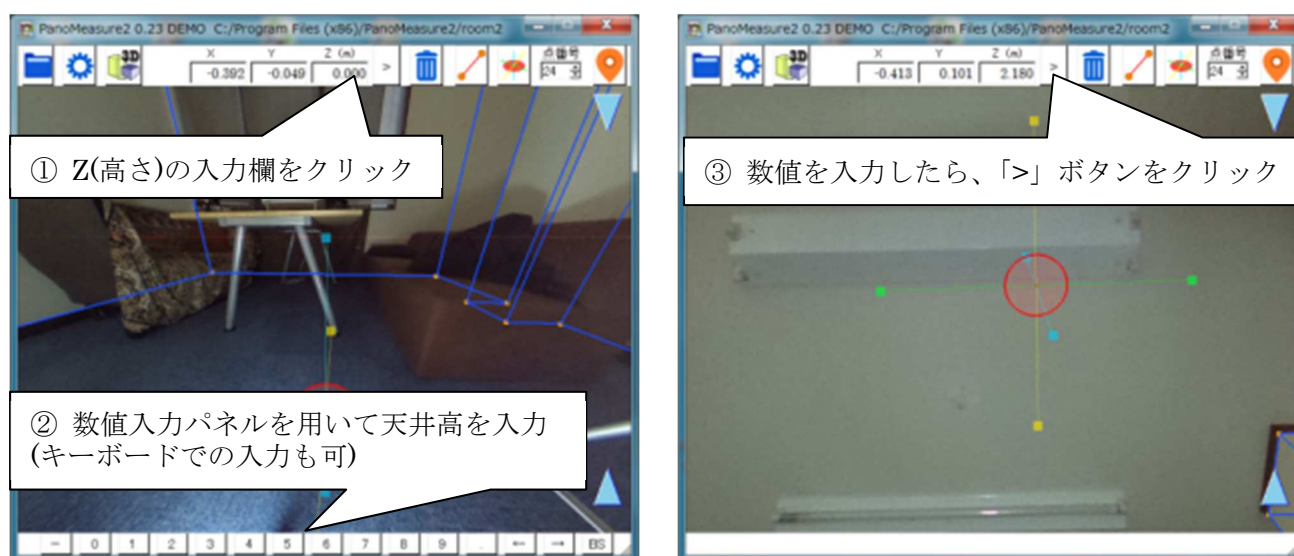 PanoMeasure2 0.23 DEMO C:/Program Files (x86)/PanoMeasure2/room2
3D
X Y Z (m)
-0.392 -0.049 0.000 >
点番号
24
① Z(高さ)の入力欄をクリック
② 数値入力パネルを用いて天井高を入力
(キーボードでの入力も可)
- 0 1 2 3 4 5 6 7 8 9 . ← → BS
PanoMeasure2 0.23 DEMO C:/Program Files (x86)/PanoMeasure2/room2
3D
X Y Z (m)
-0.413 0.101 2.180 >
点番号
24
③ 数値を入力したら、「>」ボタンをクリック